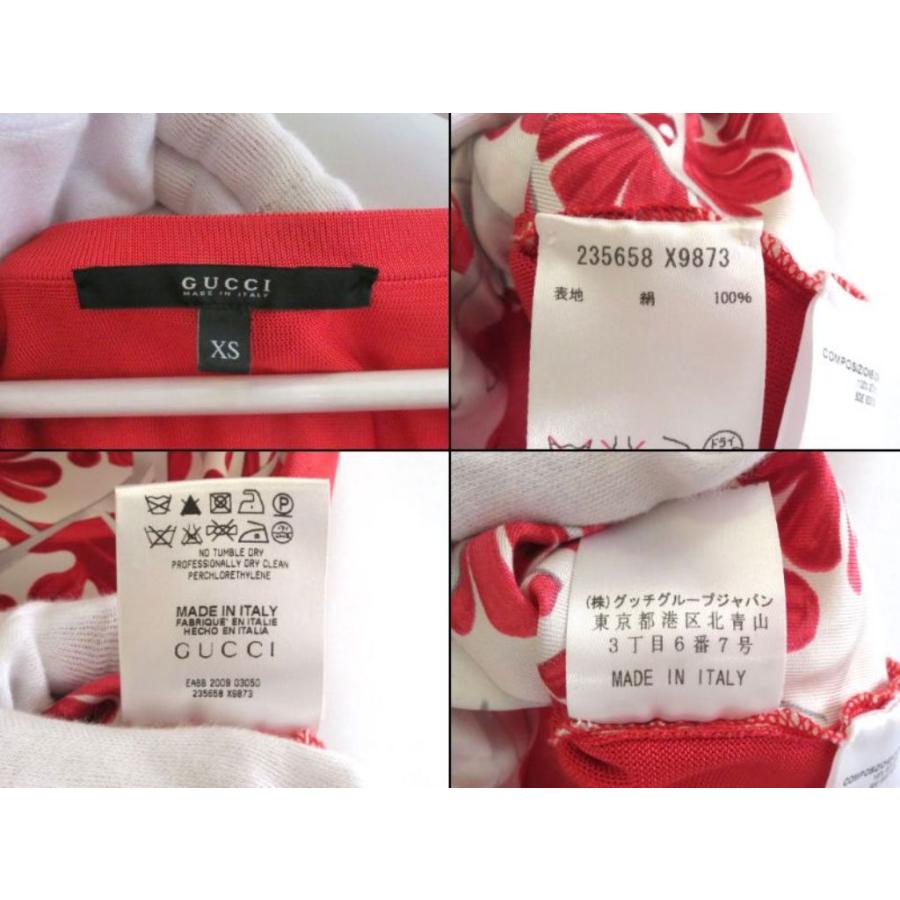 GUCCI
MADE IN ITALY
XS
235658 X9873
表地 絹 100%
ドライ
COMPOSIZIONE
NO TUMBLE DRY
PROFESSIONALLY DRY CLEAN
PERCHLORETHYLENE
MADE IN ITALY
FABRIQUÉ EN ITALIE
HECHO EN ITALIA
GUCCI
EABB 2009 03050
235658 X9873
(株)グッチグループジャパン
東京都港区北青山
3丁目6番7号
MADE IN ITALY